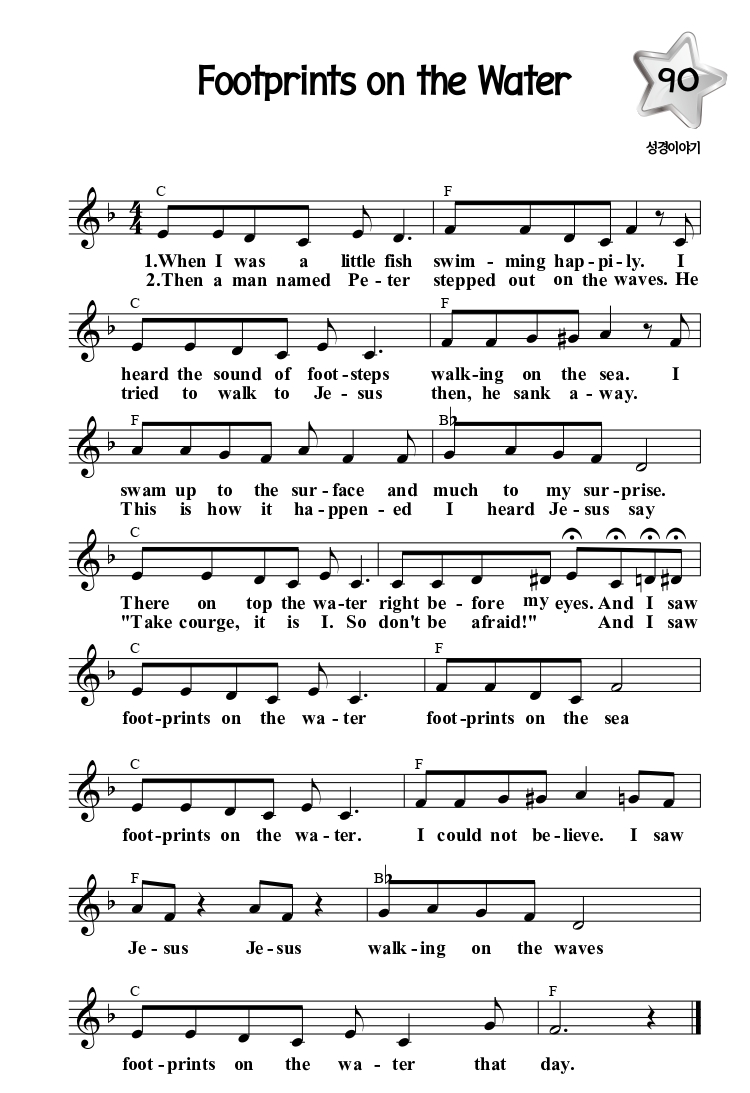 Footprints on the Water
90
성경이야기
C F
1.When I was a little fish swim - ming hap - pi - ly. I
2.Then a man named Pe - ter stepped out on the waves. He
C F
heard the sound of foot - steps walk - ing on the sea. I
tried to walk to Je - sus then, he sank a - way.
F B♭
swam up to the sur - face and much to my sur - prise.
This is how it ha - ppen - ed I heard Je - sus say
C
There on top the wa - ter right be - fore my eyes. And I saw
"Take courge, it is I. So don't be afraid!" And I saw
C F
foot - prints on the wa - ter foot - prints on the sea
C F
foot - prints on the wa - ter. I could not be - lieve. I saw
F B♭
Je - sus Je - sus walk - ing on the waves
C F
foot - prints on the wa - ter that day.